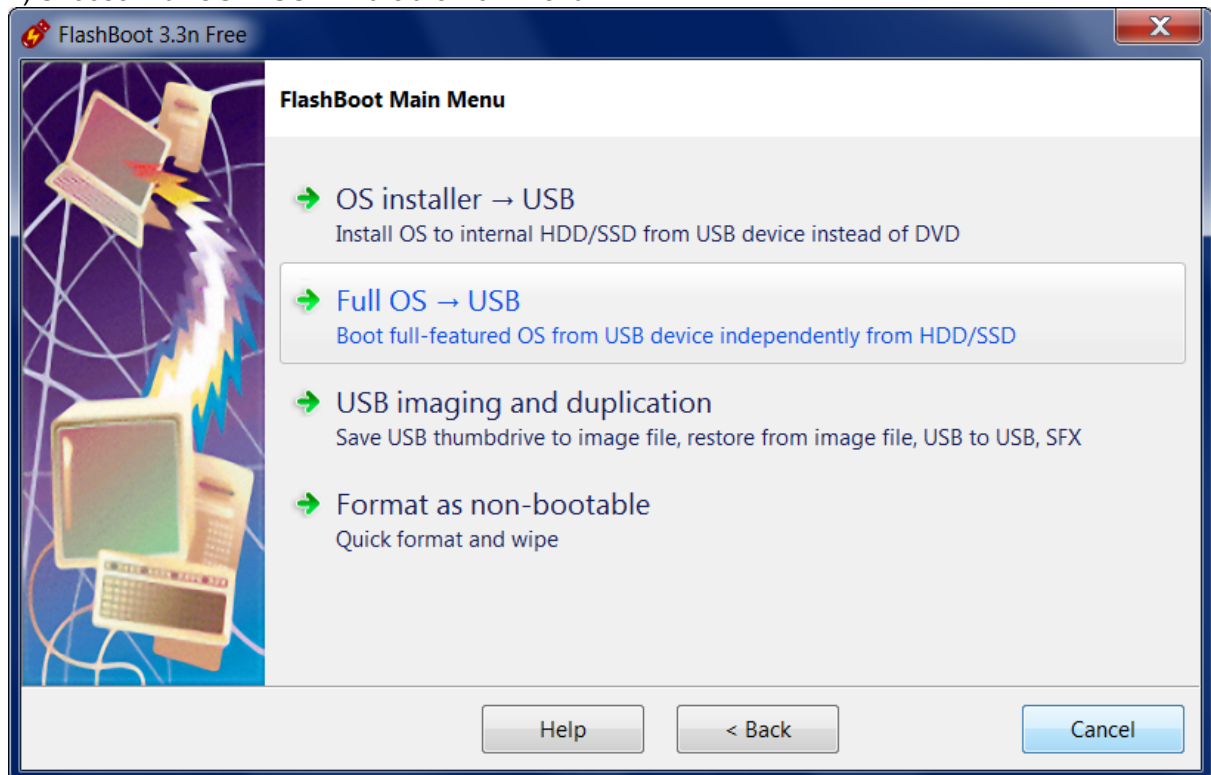 FlashBoot 3.3n Free
X
FlashBoot Main Menu
OS installer → USB
Install OS to internal HDD/SSD from USB device instead of DVD
Full OS → USB
Boot full-featured OS from USB device independently from HDD/SSD
USB imaging and duplication
Save USB thumbdrive to image file, restore from image file, USB to USB, SFX
Format as non-bootable
Quick format and wipe
Help
< Back
Cancel